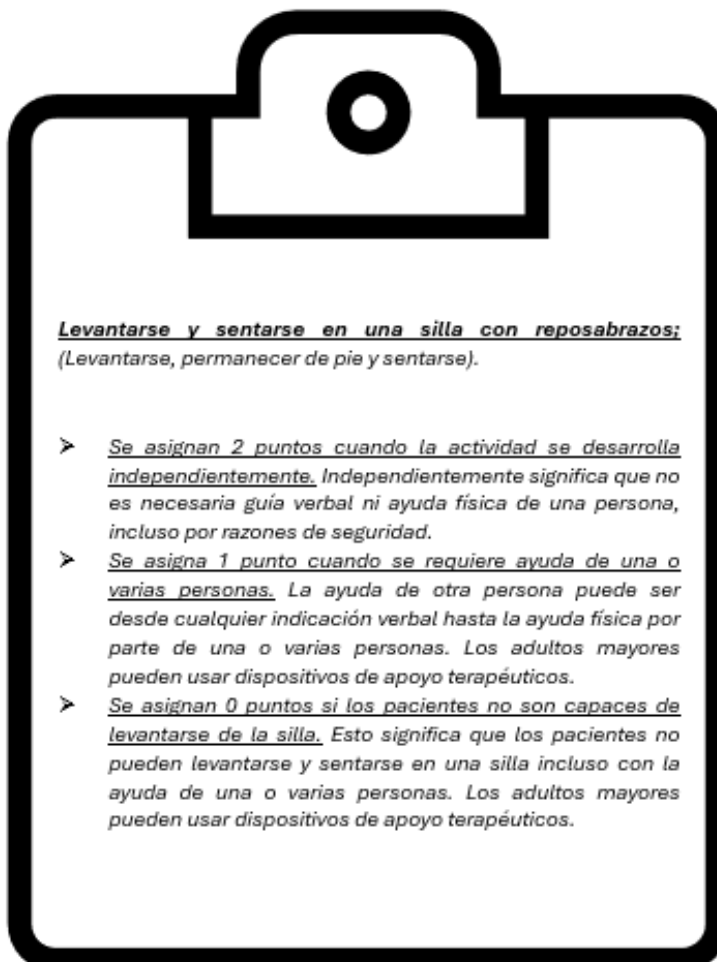 Levantarse y sentarse en una silla con reposabrazos;
(Levantarse, permanecer de pie y sentarse).
➤ Se asignan 2 puntos cuando la actividad se desarrolla
independientemente. Independientemente significa que no
es necesaria guía verbal ni ayuda física de una persona,
incluso por razones de seguridad.
➤ Se asigna 1 punto cuando se requiere ayuda de una o
varias personas. La ayuda de otra persona puede ser
desde cualquier indicación verbal hasta la ayuda física por
parte de una o varias personas. Los adultos mayores
pueden usar dispositivos de apoyo terapéuticos.
➤ Se asignan 0 puntos si los pacientes no son capaces de
levantarse de la silla. Esto significa que los pacientes no
pueden levantarse y sentarse en una silla incluso con la
ayuda de una o varias personas. Los adultos mayores
pueden usar dispositivos de apoyo terapéuticos.